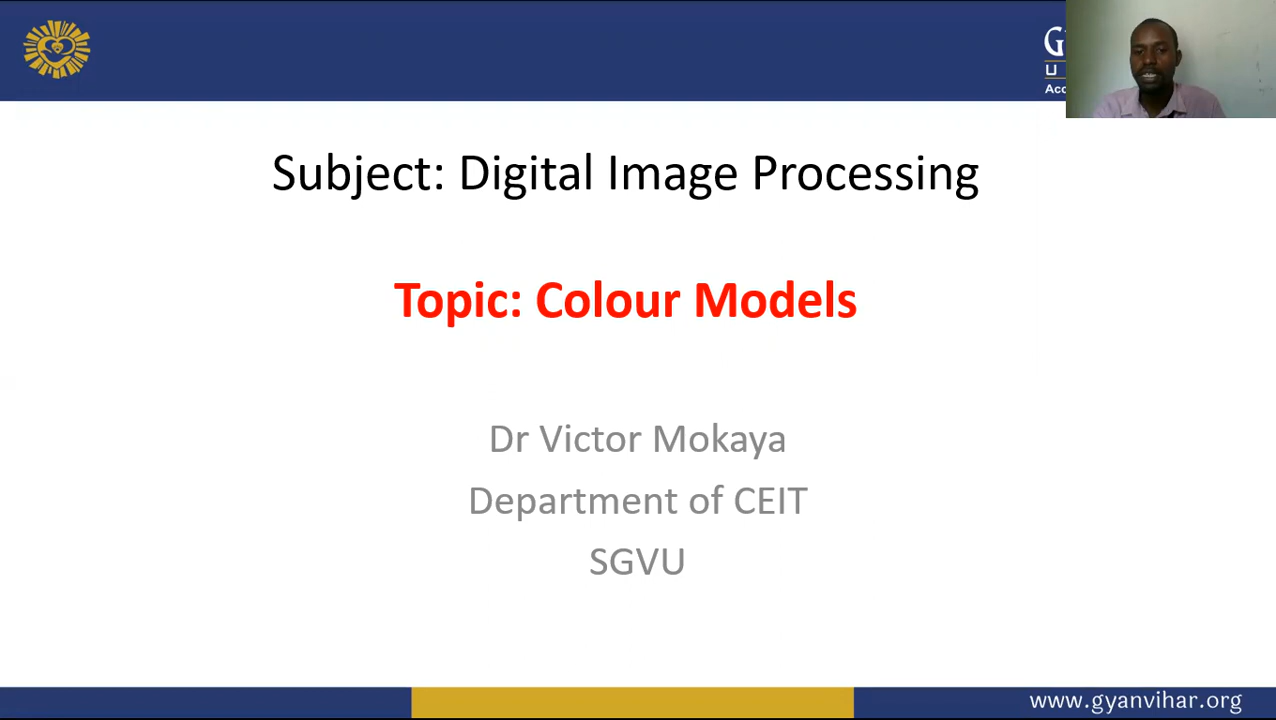 Subject: Digital Image Processing
Topic: Colour Models
Dr Victor Mokaya
Department of CEIT
SGVU
www.gyanvihar.org